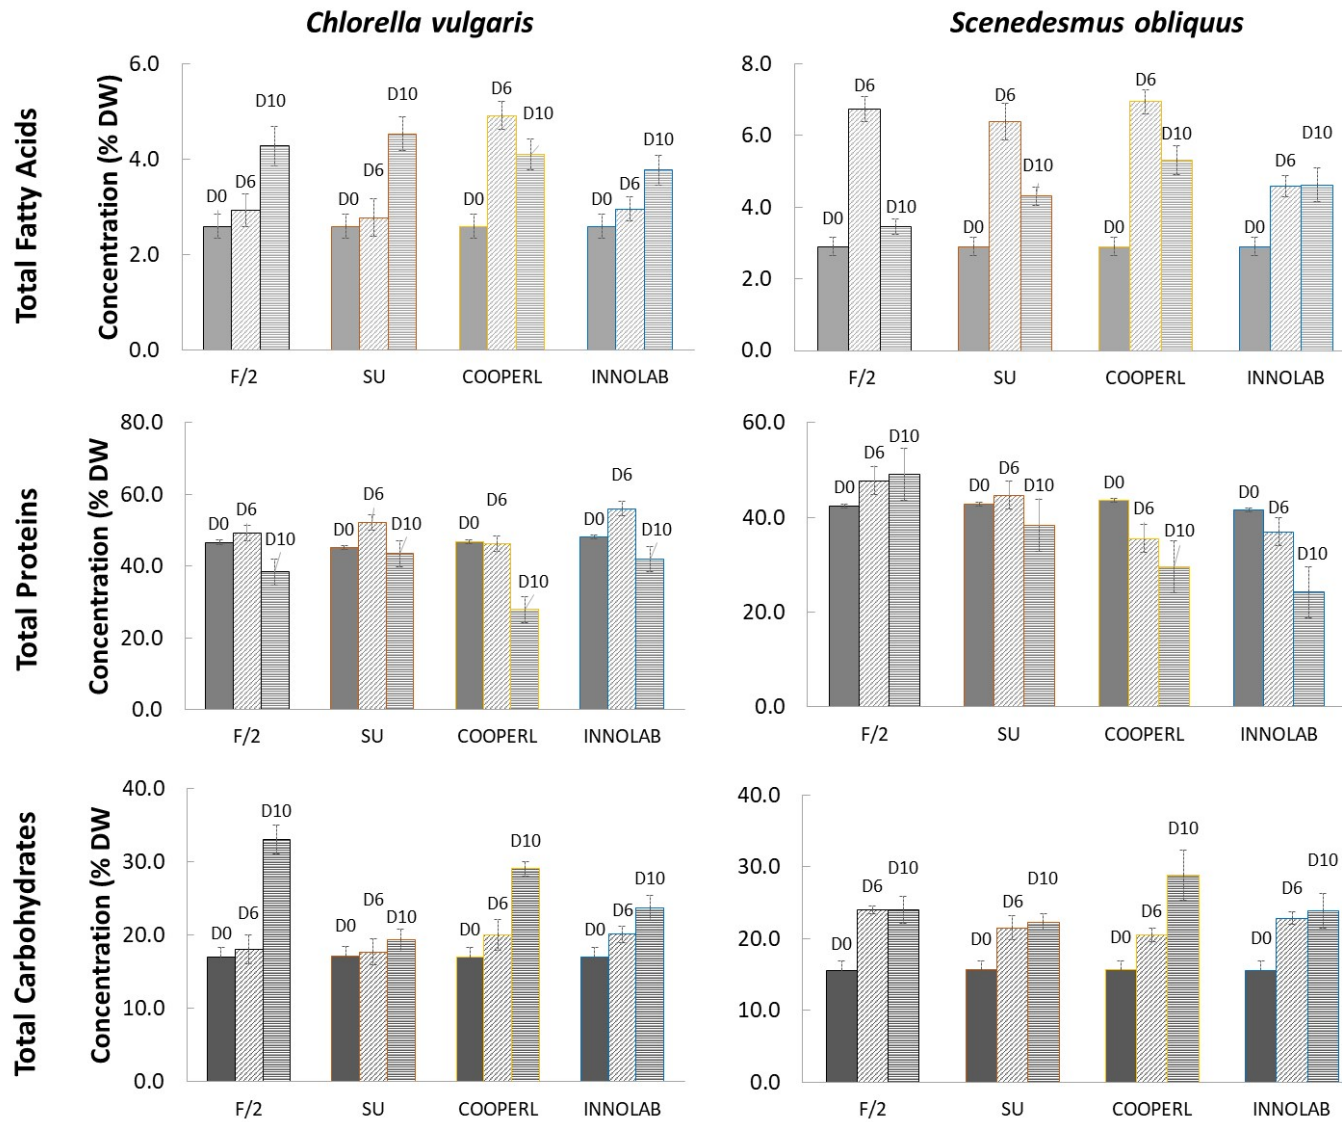 Chlorella vulgaris
Scenedesmus obliquus
Total Fatty Acids
Concentration (% DW)
6.0
4.0
2.0
0.0
D0
D6
D10
D0
D6
D10
D0
D6
D10
D0
D6
D10
F/2
SU
COOPERL
INNOLAB
8.0
6.0
4.0
2.0
0.0
D0
D6
D10
D0
D6
D10
D0
D6
D10
D0
D6
D10
F/2
SU
COOPERL
INNOLAB
Total Proteins
Concentration (% DW
80.0
60.0
40.0
20.0
0.0
D0
D6
D10
D0
D6
D10
D0
D6
D10
D0
D6
D10
F/2
SU
COOPERL
INNOLAB
60.0
40.0
20.0
0.0
D0
D6
D10
D0
D6
D10
D0
D6
D10
D0
D6
D10
F/2
SU
COOPERL
INNOLAB
Total Carbohydrates
Concentration (% DW
40.0
30.0
20.0
10.0
0.0
D0
D6
D10
D0
D6
D10
D0
D6
D10
D0
D6
D10
F/2
SU
COOPERL
INNOLAB
40.0
30.0
20.0
10.0
0.0
D0
D6
D10
D0
D6
D10
D0
D6
D10
D0
D6
D10
F/2
SU
COOPERL
INNOLAB